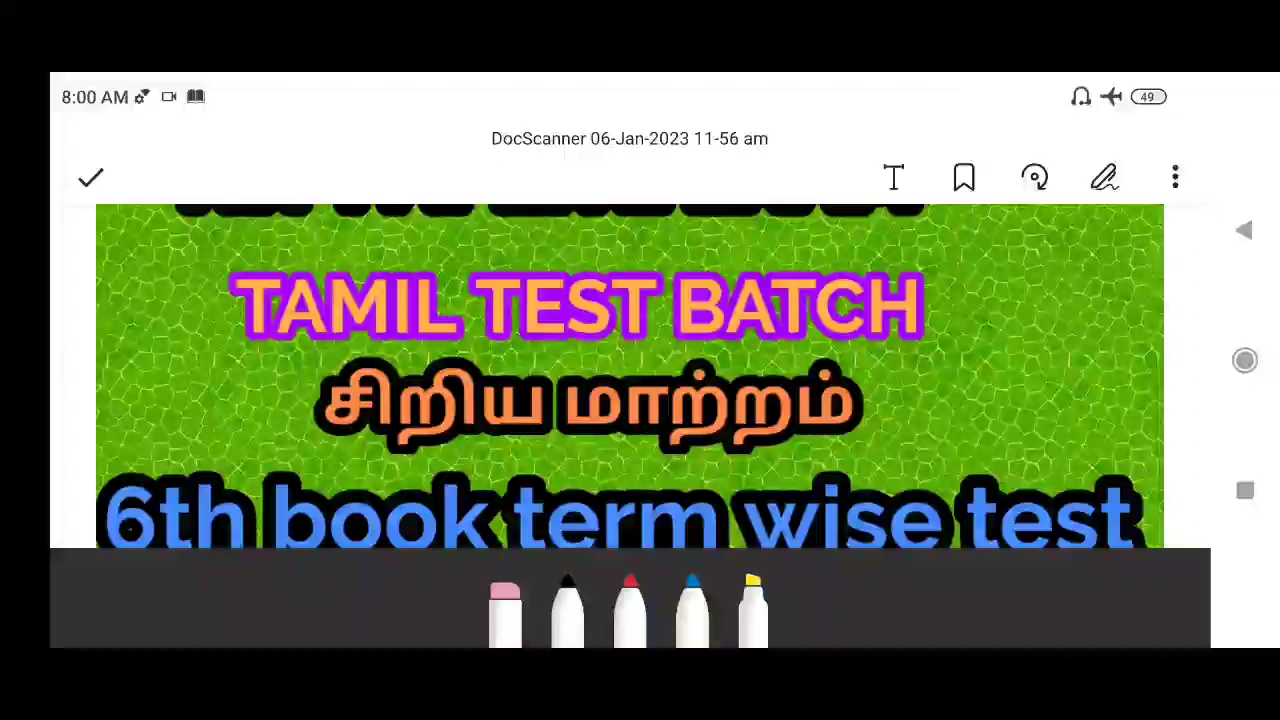 8:00 AM
49
DocScanner 06-Jan-2023 11-56 am
TAMIL TEST BATCH
சிறிய மாற்றம்
6th book term wise test